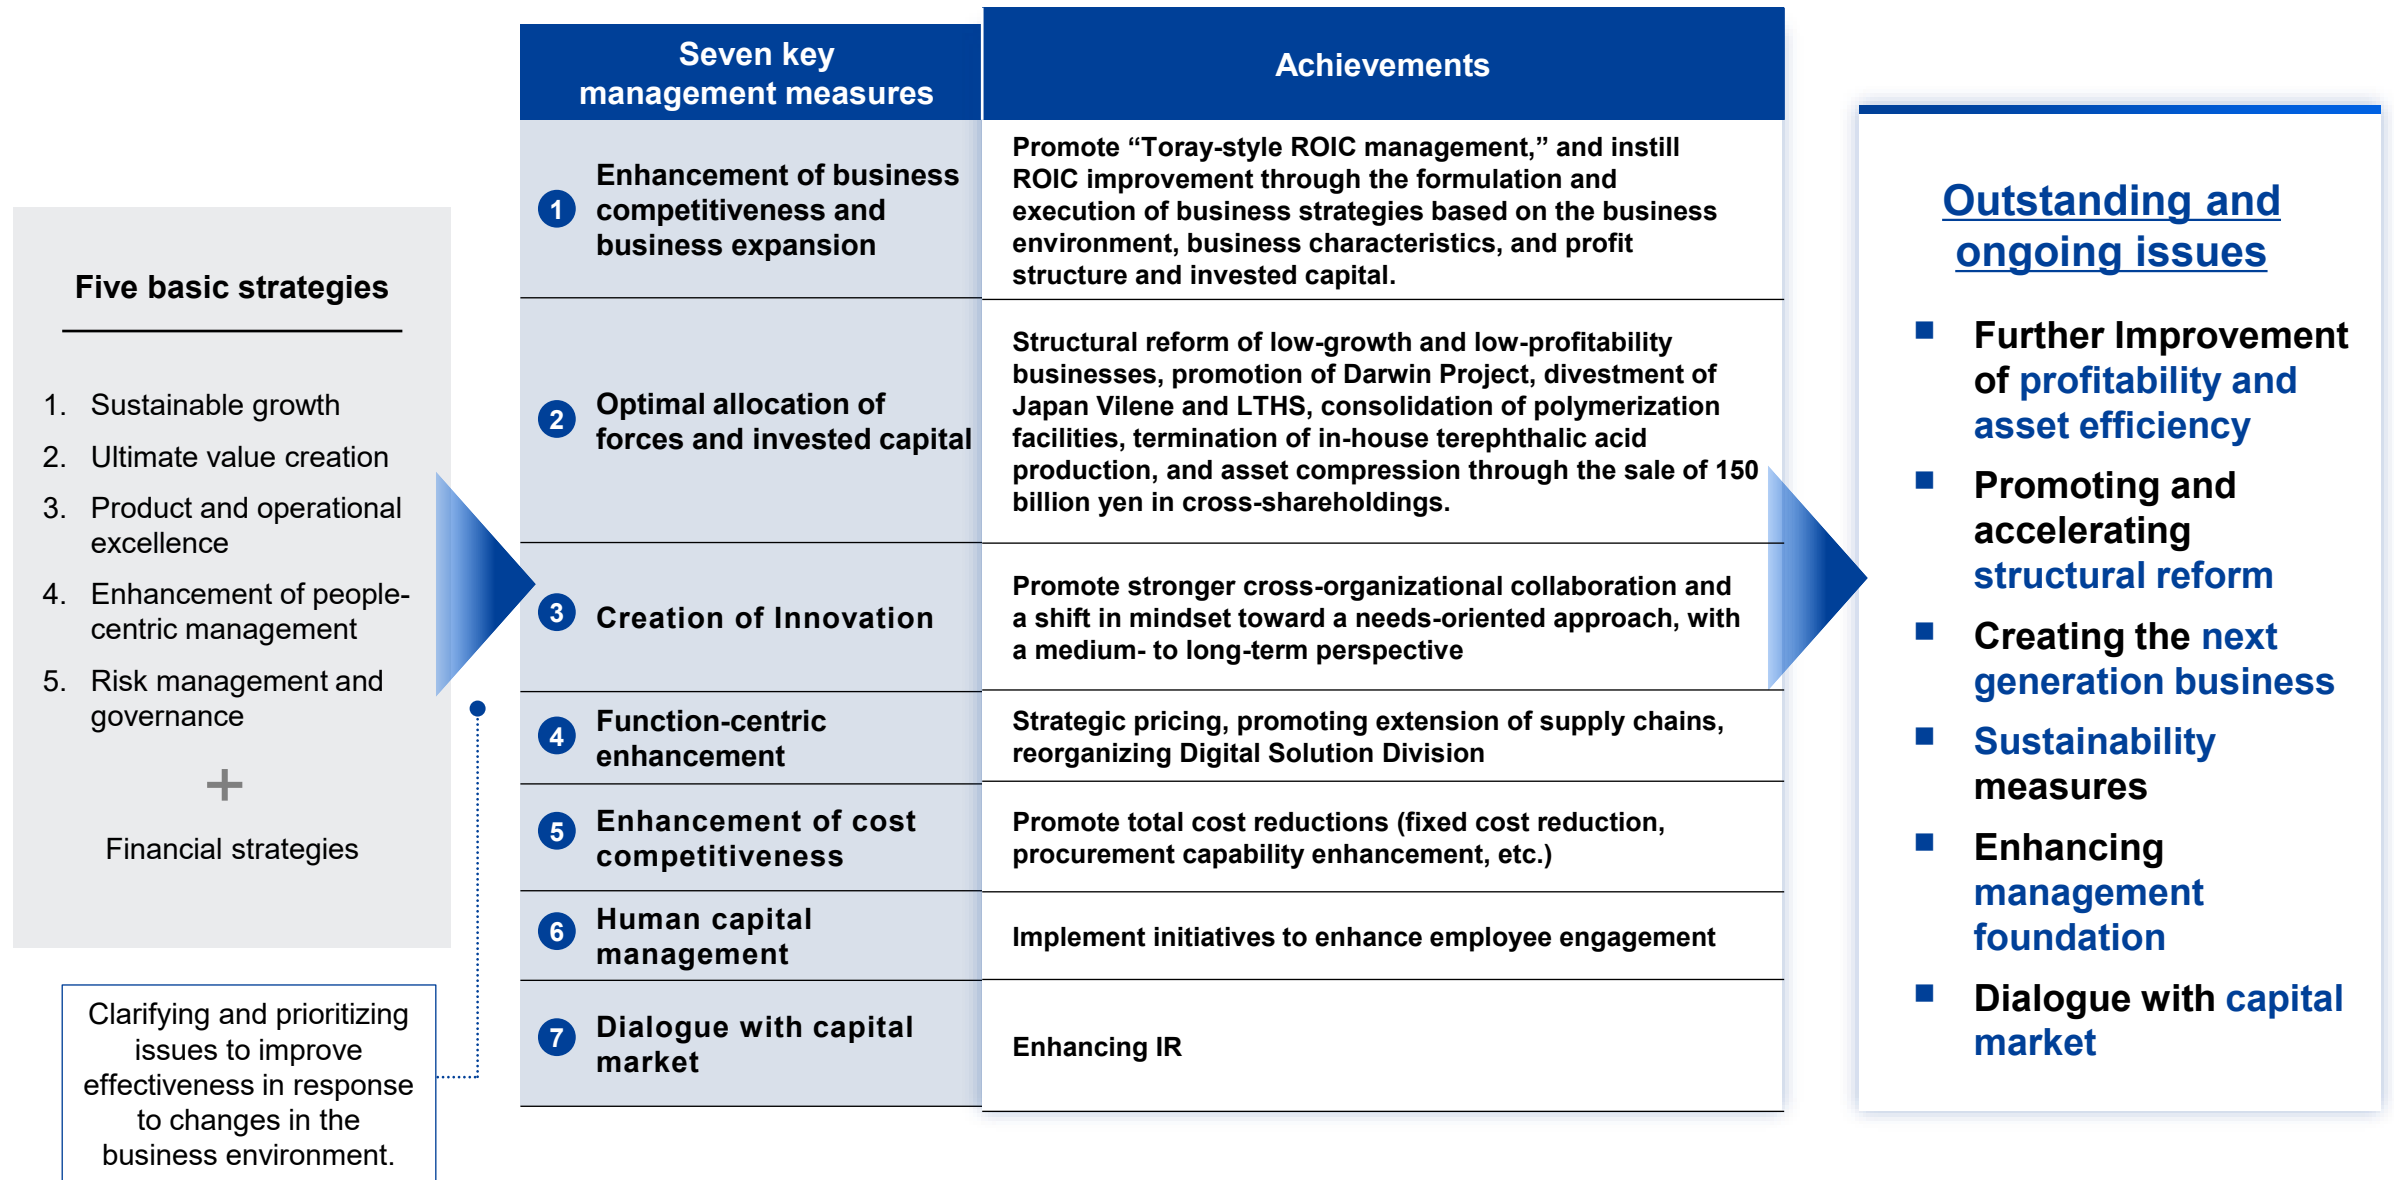 Five basic strategies
1. Sustainable growth
2. Ultimate value creation
3. Product and operational
excellence
4. Enhancement of people-
centric management
5. Risk management and
governance
+
Financial strategies
Clarifying and prioritizing
issues to improve
effectiveness in response
to changes in the
business environment.
Seven key
management measures
Achievements
1
Enhancement of business
competitiveness and
business expansion
Promote “Toray-style ROIC management,” and instill
ROIC improvement through the formulation and
execution of business strategies based on the business
environment, business characteristics, and profit
structure and invested capital.
2
Optimal allocation of
forces and invested capital
Structural reform of low-growth and low-profitability
businesses, promotion of Darwin Project, divestment of
Japan Vilene and LTHS, consolidation of polymerization
facilities, termination of in-house terephthalic acid
production, and asset compression through the sale of 150
billion yen in cross-shareholdings.
3
Creation of Innovation
Promote stronger cross-organizational collaboration and
a shift in mindset toward a needs-oriented approach, with
a medium- to long-term perspective
4
Function-centric
enhancement
Strategic pricing, promoting extension of supply chains,
reorganizing Digital Solution Division
5
Enhancement of cost
competitiveness
Promote total cost reductions (fixed cost reduction,
procurement capability enhancement, etc.)
6
Human capital
management
Implement initiatives to enhance employee engagement
7
Dialogue with capital
market
Enhancing IR
Outstanding and
ongoing issues
■ Further Improvement
of profitability and
asset efficiency
■ Promoting and
accelerating
structural reform
■ Creating the next
generation business
■ Sustainability
measures
■ Enhancing
management
foundation
■ Dialogue with capital
market